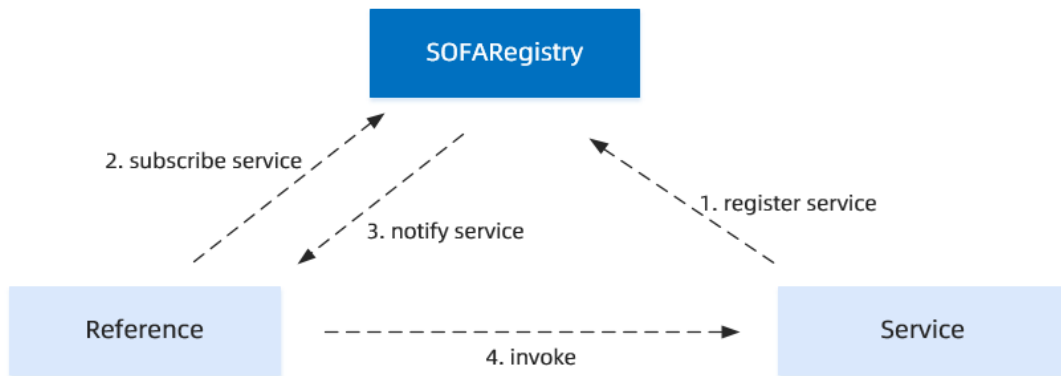 SOFARegistry
2. subscribe service
1. register service
3. notify service
Reference
Service
4. invoke